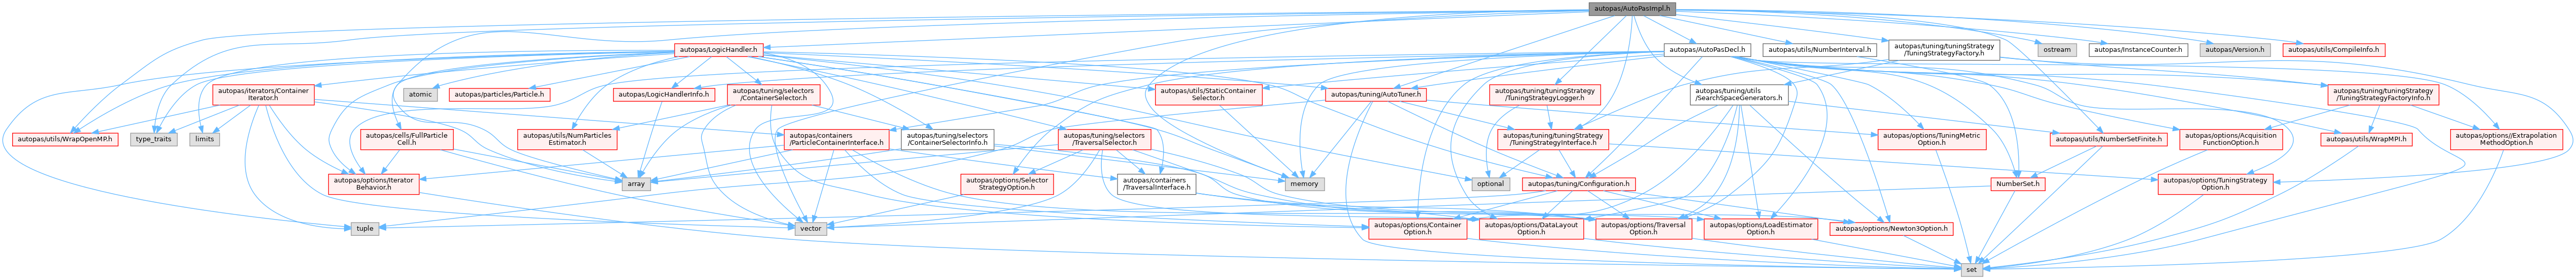 autopas/AutoPasImpl.h
autopas/LogicHandler.h
autopas/AutoPasDecl.h
autopas/utils/NumberInterval.h
autopas/tuning/tuningStrategy
/TuningStrategyFactory.h
ostream
autopas/InstanceCounter.h
autopas/Version.h
autopas/utils/CompileInfo.h
autopas/iterators/Container
Iterator.h
atomic
autopas/particles/Particle.h
autopas/LogicHandlerInfo.h
autopas/tuning/selectors
/ContainerSelector.h
autopas/utils/StaticContainer
Selector.h
autopas/tuning/AutoTuner.h
autopas/tuning/tuningStrategy
/TuningStrategyLogger.h
autopas/tuning/utils
/SearchSpaceGenerators.h
autopas/tuning/tuningStrategy
/TuningStrategyFactoryInfo.h
autopas/utils/WrapOpenMP.h
type_traits
limits
autopas/cells/FullParticle
Cell.h
autopas/utils/NumParticles
Estimator.h
autopas/containers
/ParticleContainerInterface.h
autopas/tuning/selectors
/ContainerSelectorInfo.h
autopas/tuning/selectors
/TraversalSelector.h
autopas/tuning/tuningStrategy
/TuningStrategyInterface.h
autopas/options/TuningMetric
Option.h
autopas/utils/NumberSetFinite.h
autopas/options/Acquisition
FunctionOption.h
autopas/utils/WrapMPI.h
autopas/options//Extrapolation
MethodOption.h
autopas/options/Iterator
Behavior.h
array
autopas/options/Selector
StrategyOption.h
autopas/containers
/TraversalInterface.h
memory
optional
autopas/tuning/Configuration.h
NumberSet.h
autopas/options/TuningStrategy
Option.h
tuple
vector
autopas/options/Container
Option.h
autopas/options/DataLayout
Option.h
autopas/options/Traversal
Option.h
autopas/options/LoadEstimator
Option.h
autopas/options/Newton3Option.h
set